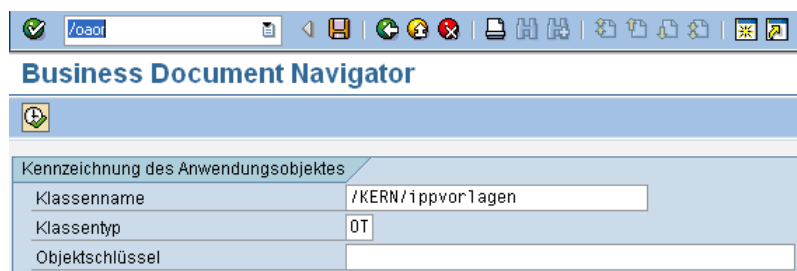 /oaor
Business Document Navigator
Kennzeichnung des Anwendungsobjektes
Klassenname /KERN/ippvorlagen
Klassentyp OT
Objektschlüssel